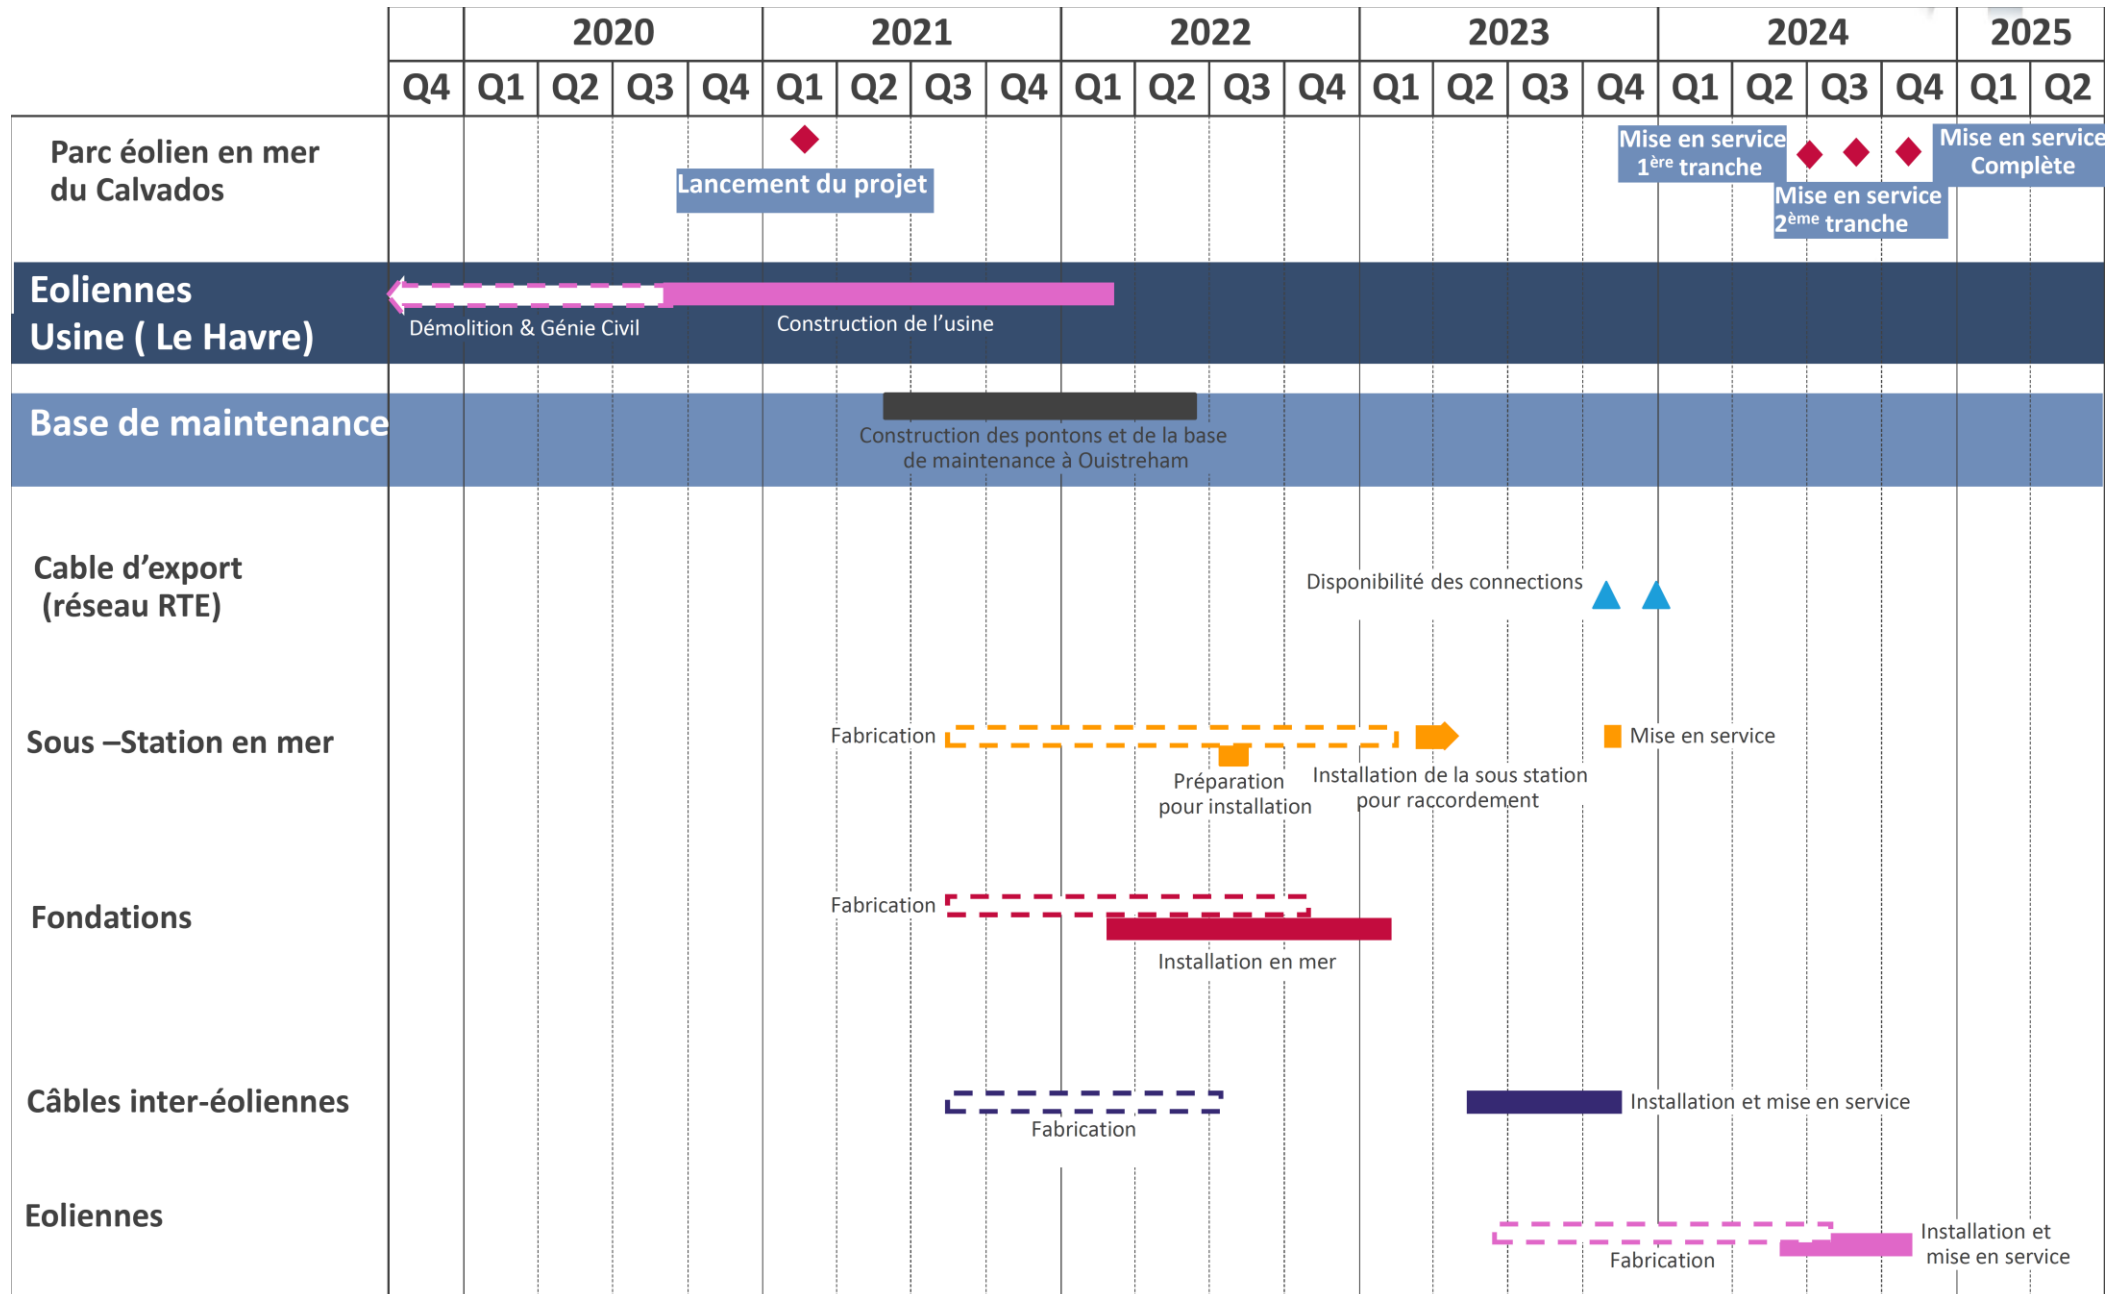 2020 2021 2022 2023 2024 2025
Q4 Q1 Q2 Q3 Q4 Q1 Q2 Q3 Q4 Q1 Q2 Q3 Q4 Q1 Q2 Q3 Q4 Q1 Q2 Q3 Q4 Q1 Q2
Parc éolien en mer
du Calvados
Lancement du projet
Mise en service
1ère tranche
Mise en service
2ème tranche
Mise en service
Complète
Eoliennes
Usine ( Le Havre)
Démolition & Génie Civil
Construction de l’usine
Base de maintenance
Construction des pontons et de la base
de maintenance à Ouistreham
Cable d’export
(réseau RTE)
Disponibilité des connections
Sous –Station en mer
Fabrication
Préparation
pour installation
Installation de la sous station
pour raccordement
Mise en service
Fondations
Fabrication
Installation en mer
Câbles inter-éoliennes
Fabrication
Installation et mise en service
Eoliennes
Fabrication
Installation et
mise en service